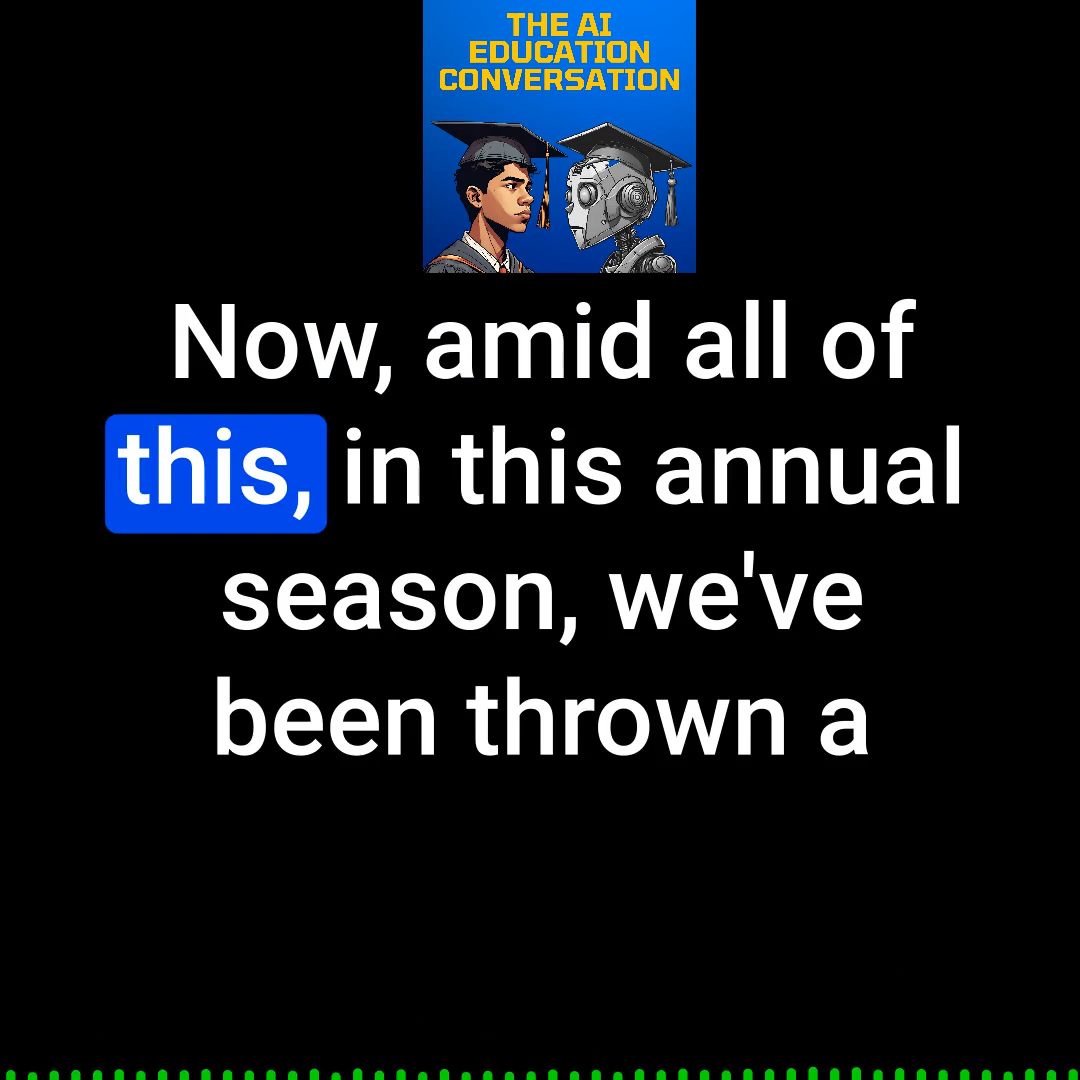 THE AI
EDUCATION
CONVERSATION
Now, amid all of
this, in this annual
season, we've
been thrown a